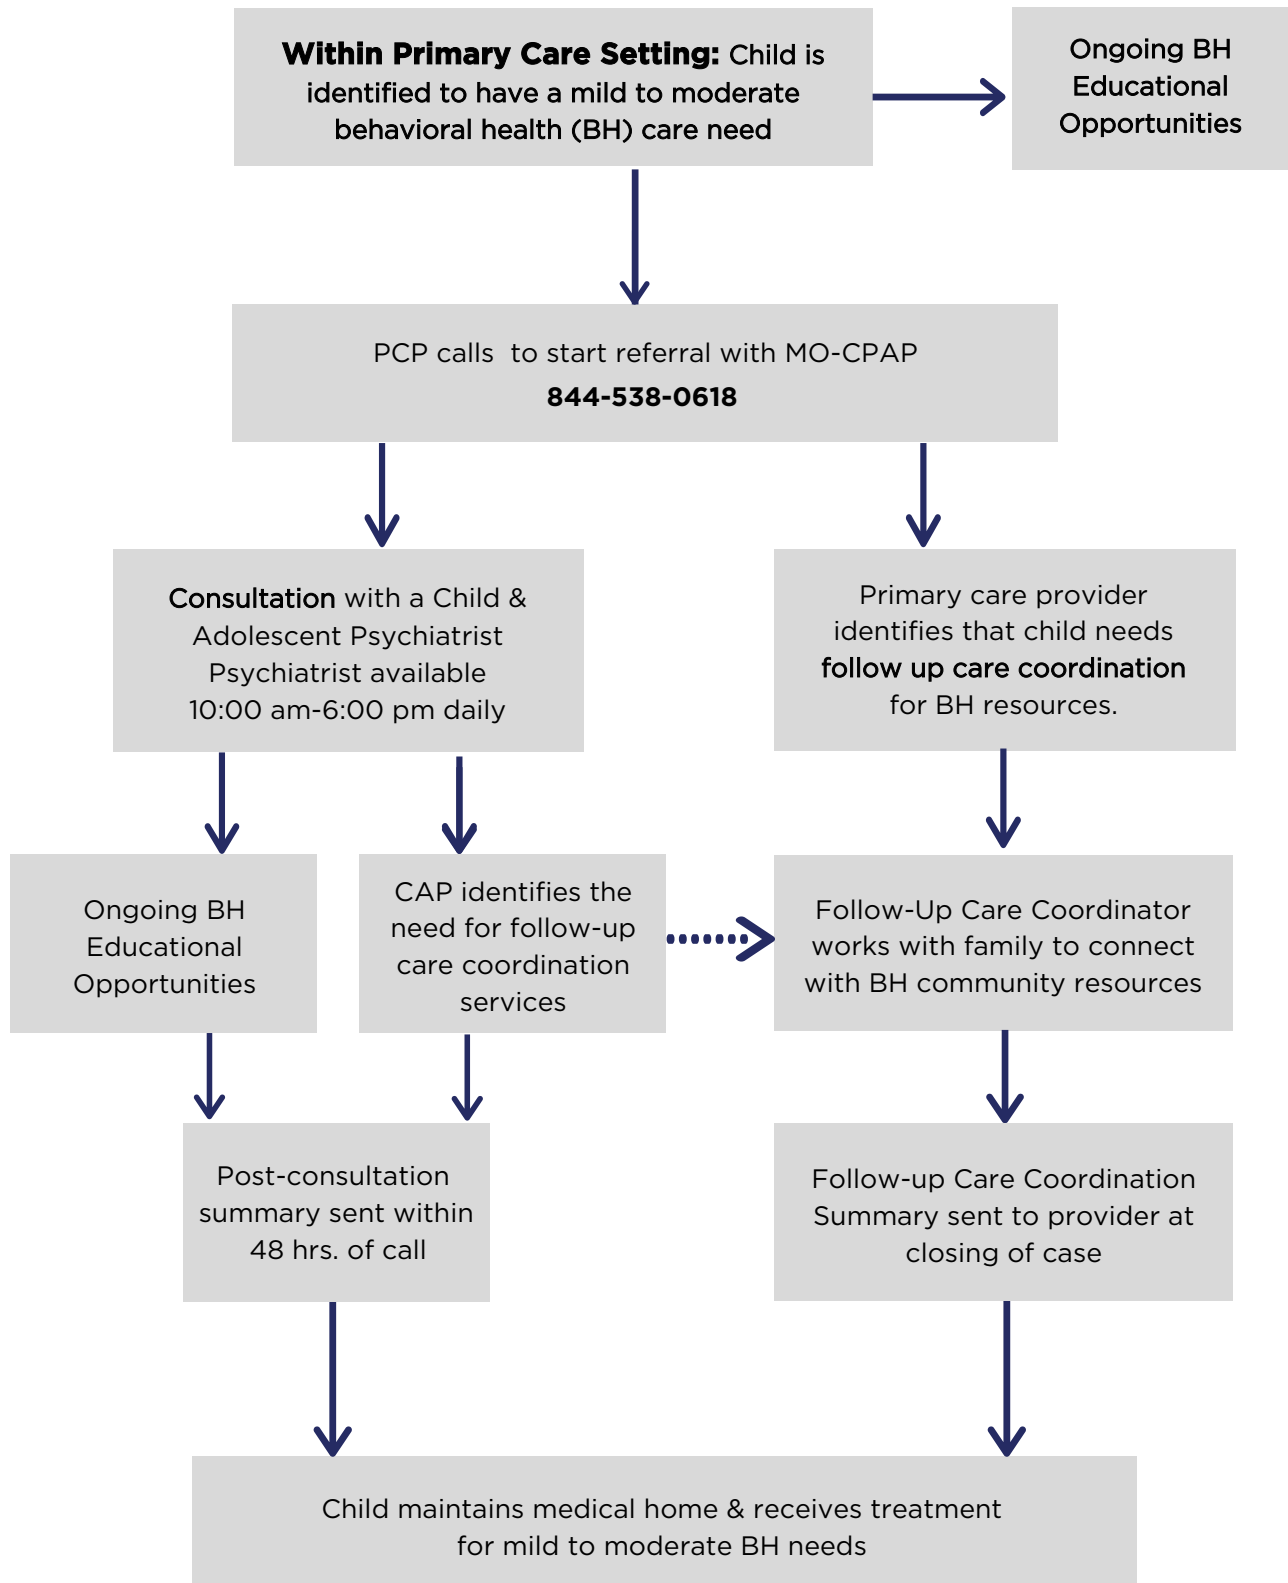 Within Primary Care Setting: Child is
identified to have a mild to moderate
behavioral health (BH) care need
Ongoing BH
Educational
Opportunities
PCP calls to start referral with MO-CPAP
844-538-0618
Consultation with a Child &
Adolescent Psychiatrist
Psychiatrist available
10:00 am-6:00 pm daily
Primary care provider
identifies that child needs
follow up care coordination
for BH resources.
Ongoing BH
Educational
Opportunities
CAP identifies the
need for follow-up
care coordination
services
Follow-Up Care Coordinator
works with family to connect
with BH community resources
Post-consultation
summary sent within
48 hrs. of call
Follow-up Care Coordination
Summary sent to provider at
closing of case
Child maintains medical home & receives treatment
for mild to moderate BH needs